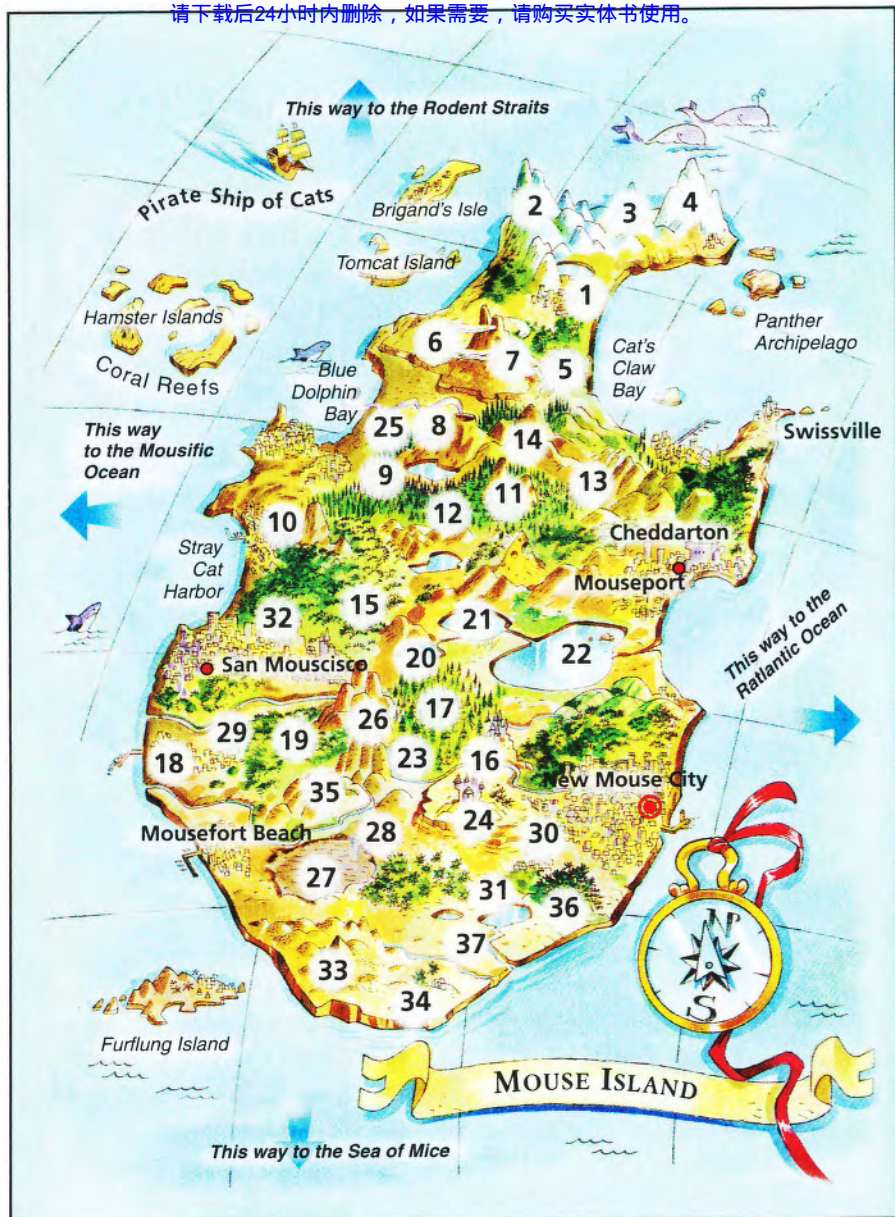 请下载后24小时内删除，如果需要，请购买实体书使用。
This way to the Rodent Straits
Pirate Ship of Cats
Brigand's Isle
2
3
4
Tomcat Island
1
Hamster Islands
Coral Reefs
Panther
Archipelago
6
7
5
Cat's
Claw
Bay
Blue
Dolphin
Bay
This way
to the Mousific
Ocean
25
8
14
Swissville
9
11
13
10
12
Cheddarton
Stray
Cat
Harbor
Mouseport
32
15
21
This way to the
Ratlantic Ocean
San Mouscisco
20
22
17
26
29
19
18
23
16
New Mouse City
35
Mousefort Beach
28
24
30
27
31
36
37
33
34
N
S
Furflung Island
MOUSE ISLAND
This way to the Sea of Mice